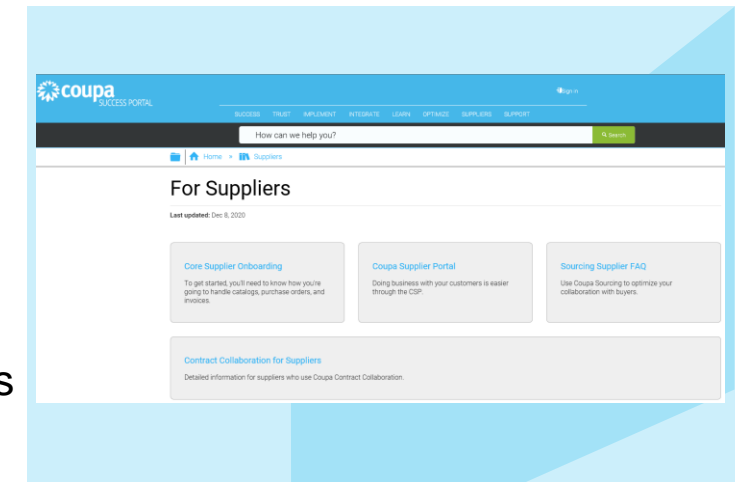 coupa
SUCCESS PORTAL
Sign in
SUCCESS TRUST IMPLEMENT INTEGRATE LEARN OPTIMIZE SUPPLIERS SUPPORT
How can we help you?
Search
Home » Suppliers
For Suppliers
Last updated: Dec 8, 2020
Core Supplier Onboarding
To get started, you'll need to know how you're
going to handle catalogs, purchase orders, and
invoices.
Coupa Supplier Portal
Doing business with your customers is easier
through the CSP.
Sourcing Supplier FAQ
Use Coupa Sourcing to optimize your
collaboration with buyers.
Contract Collaboration for Suppliers
Detailed information for suppliers who use Coupa Contract Collaboration.
s